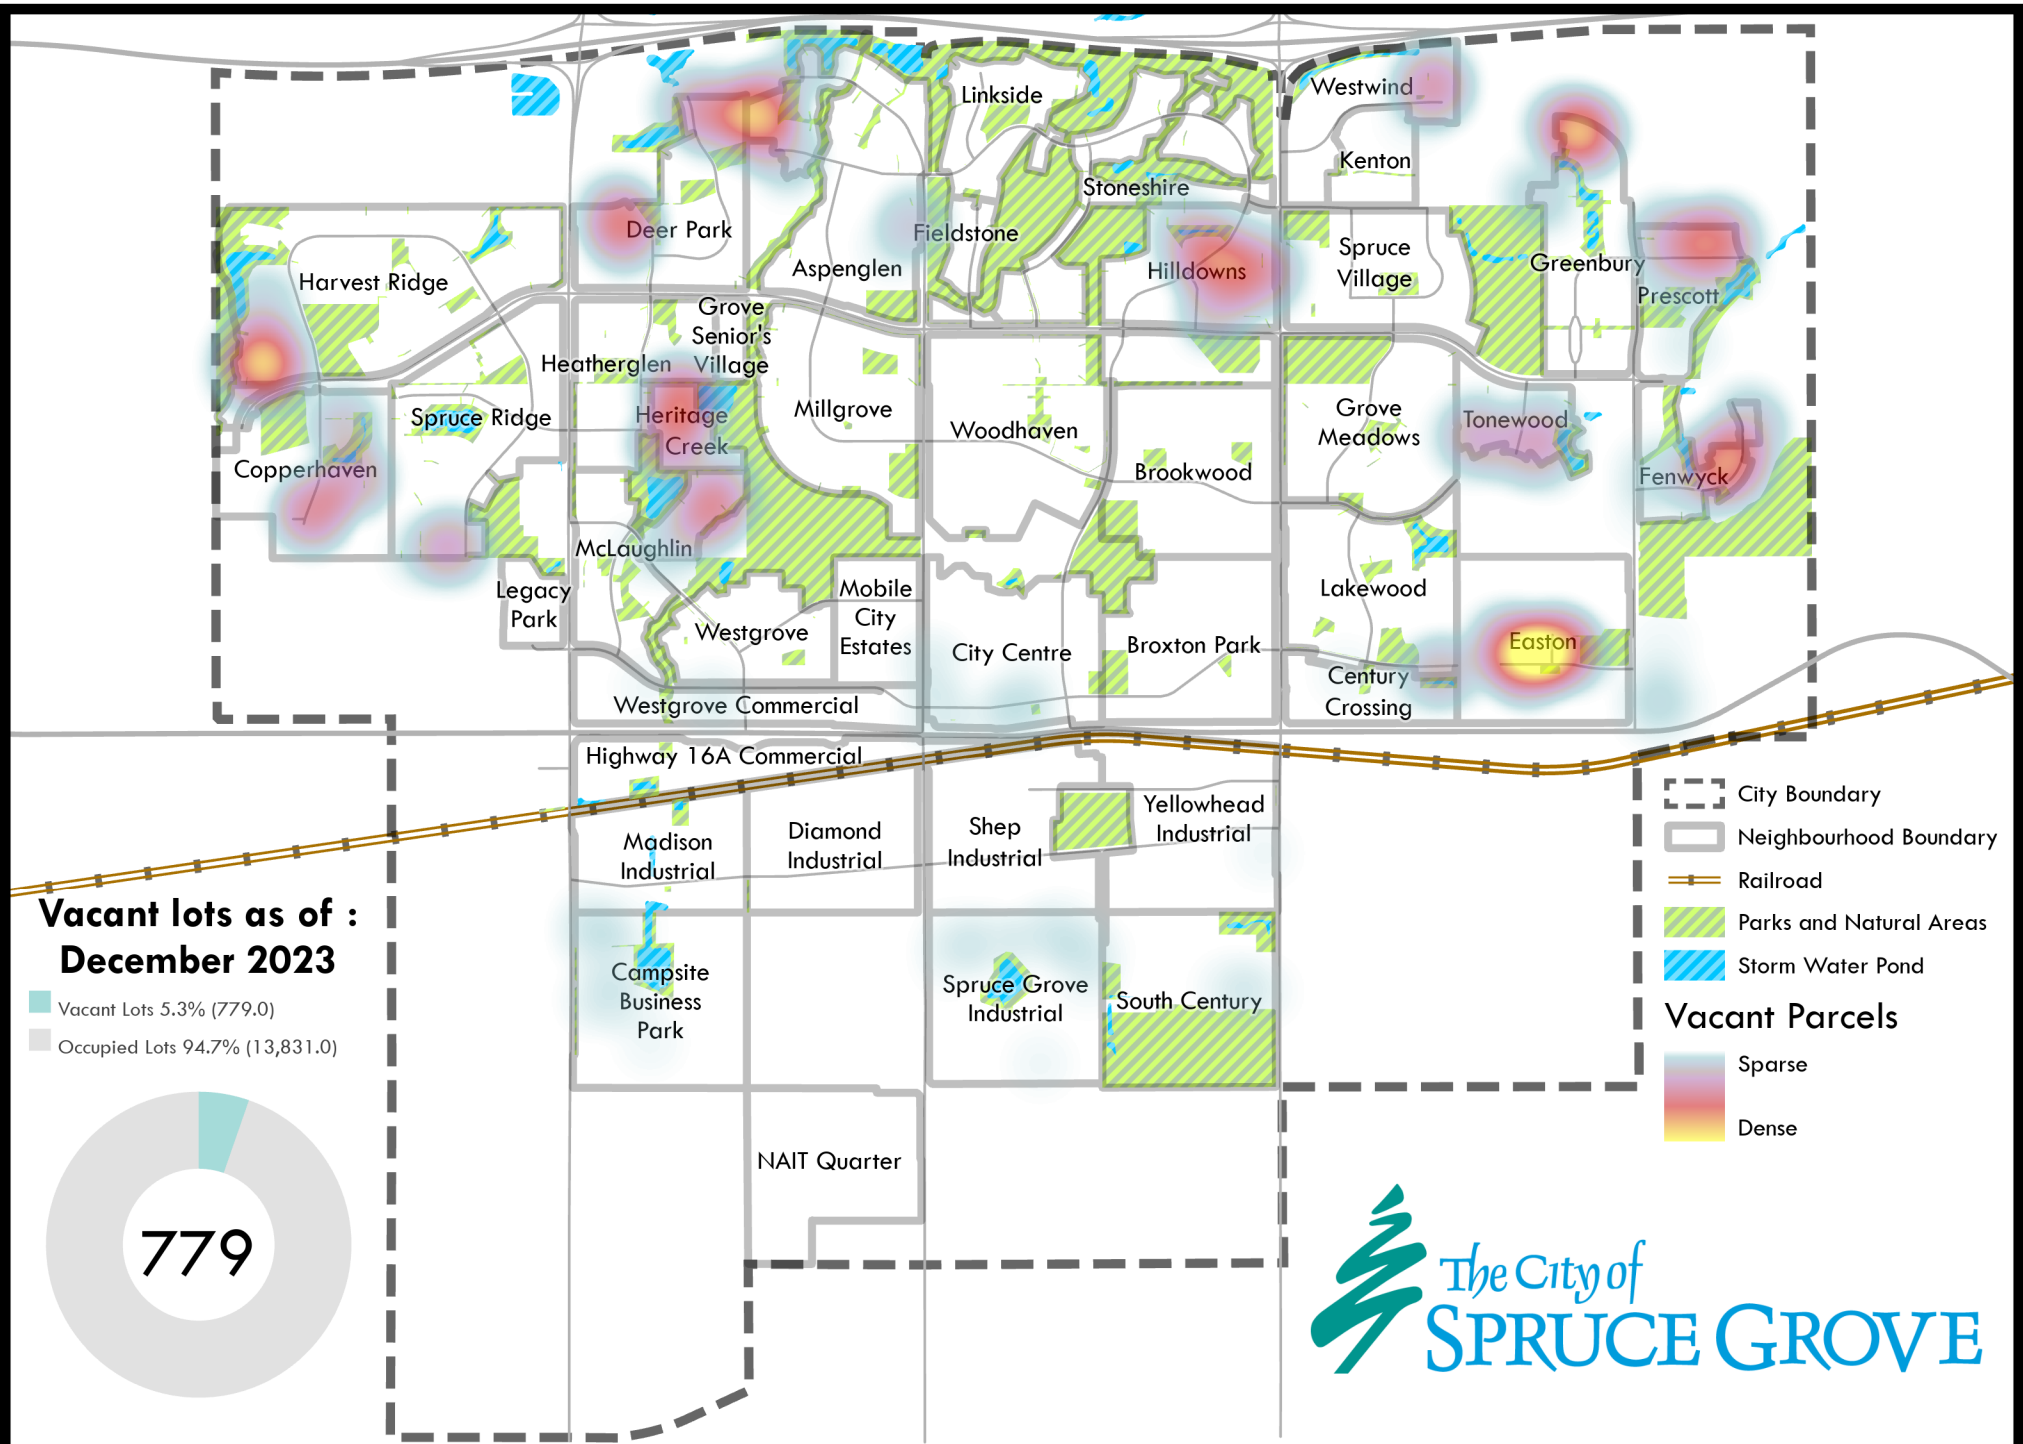 Westwind
Linkside
Kenton
Stoneshire
Deer Park
Fieldstone
Aspenglen
Hilldowns
Spruce
Village
Greenbury
Prescott
Harvest Ridge
Grove
Senior's
Village
Heatherglen
Spruce Ridge
Heritage
Creek
Millgrove
Woodhaven
Grove
Meadows
Tonewood
Copperhaven
Brookwood
Fenwyck
McLaughlin
Legacy
Park
Mobile
City
Estates
Lakewood
Westgrove
City Centre
Broxton Park
Easton
Century
Crossing
Westgrove Commercial
Highway 16A Commercial
Madison
Industrial
Diamond
Industrial
Shep
Industrial
Yellowhead
Industrial
Campsite
Business
Park
Spruce Grove
Industrial
South Century
NAIT Quarter
Vacant lots as of :
December 2023
Vacant Lots 5.3% (779.0)
Occupied Lots 94.7% (13,831.0)
779
City Boundary
Neighbourhood Boundary
Railroad
Parks and Natural Areas
Storm Water Pond
Vacant Parcels
Sparse
Dense
The City of
SPRUCE GROVE